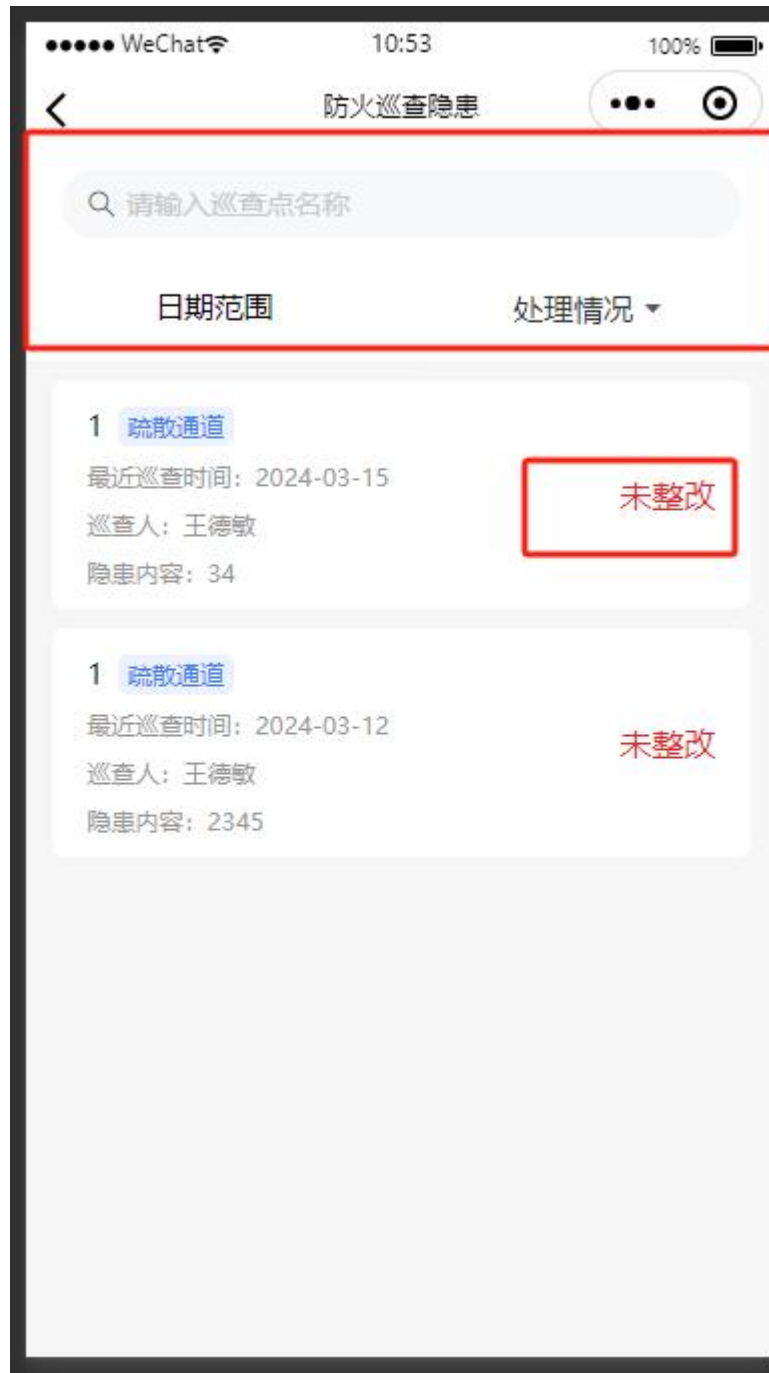 WeChat 10:53 100%
防火巡查隐患
请输入巡查点名称
日期范围 处理情况
1 疏散通道
最近巡查时间：2024-03-15
未整改
巡查人：王德敏
隐患内容：34
1 疏散通道
最近巡查时间：2024-03-12
未整改
巡查人：王德敏
隐患内容：2345